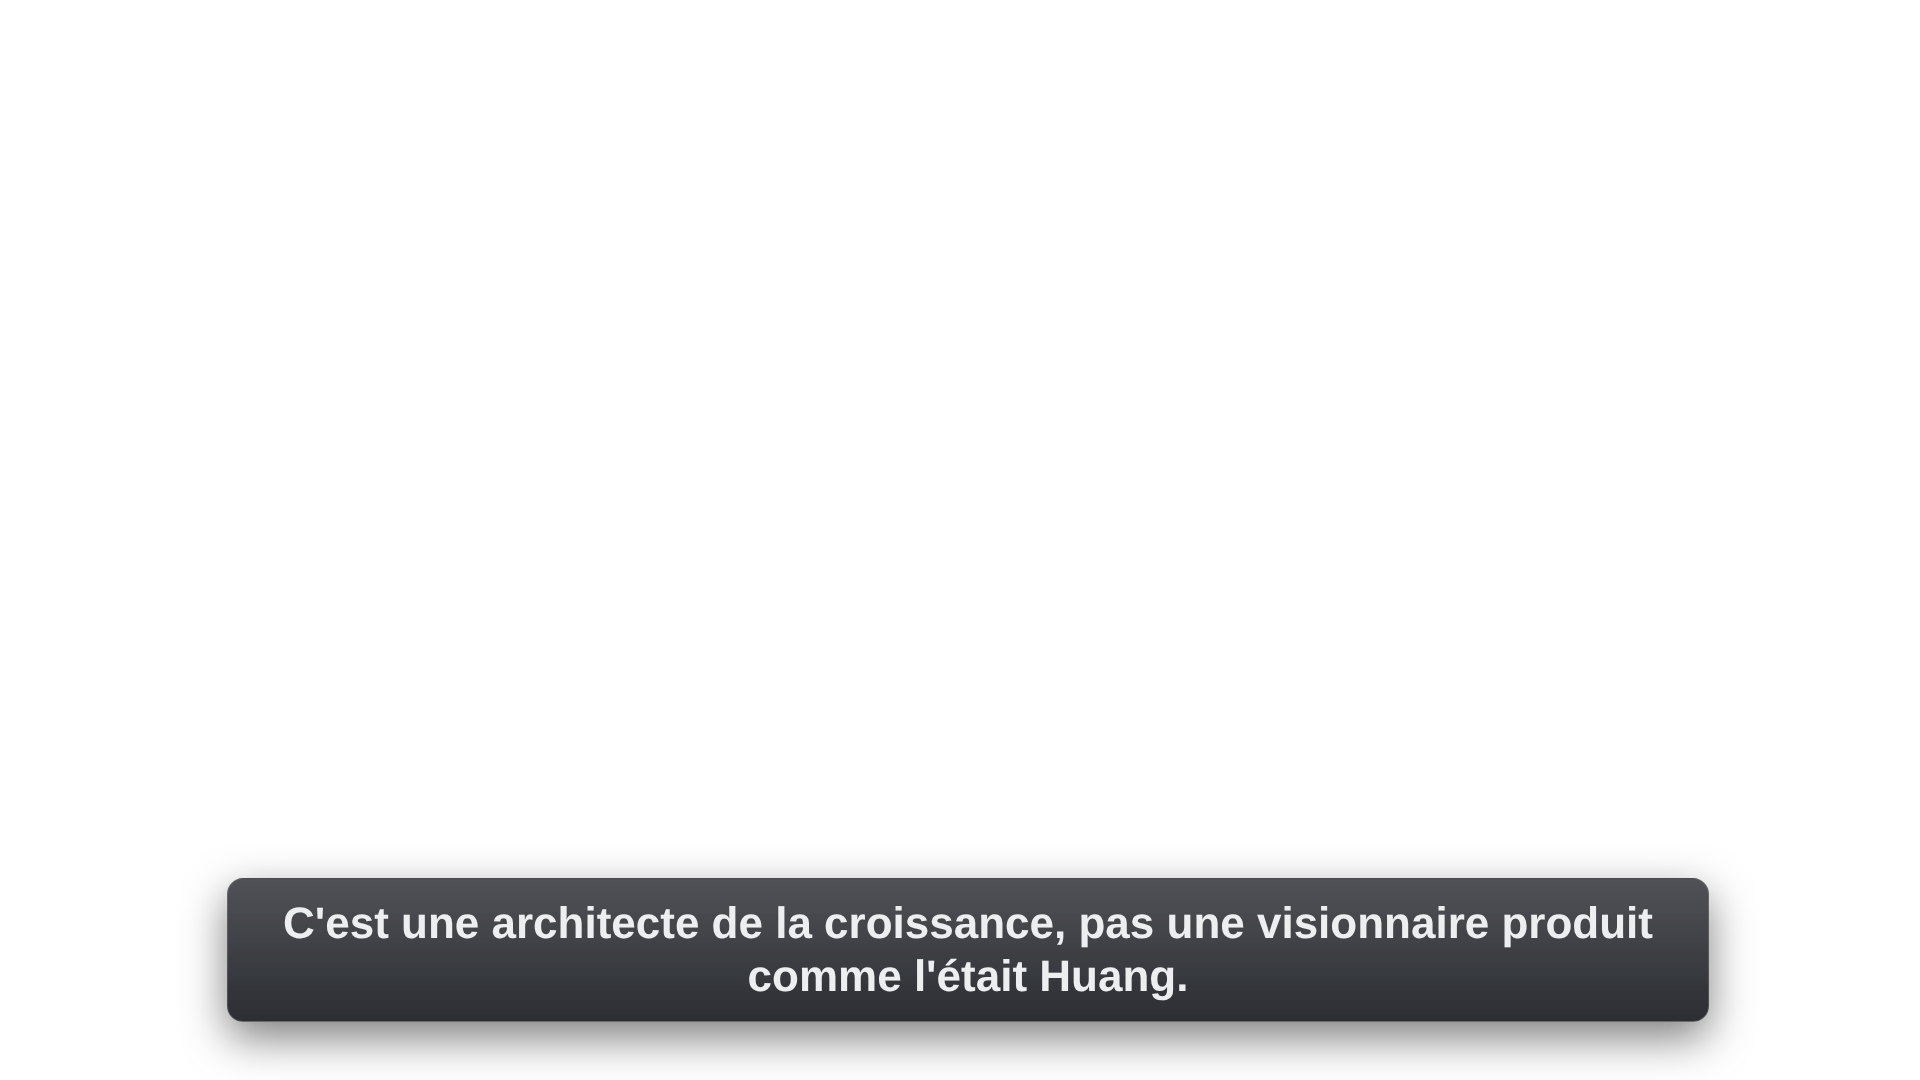 C'est une architecte de la croissance, pas une visionnaire produit
comme l'était Huang.